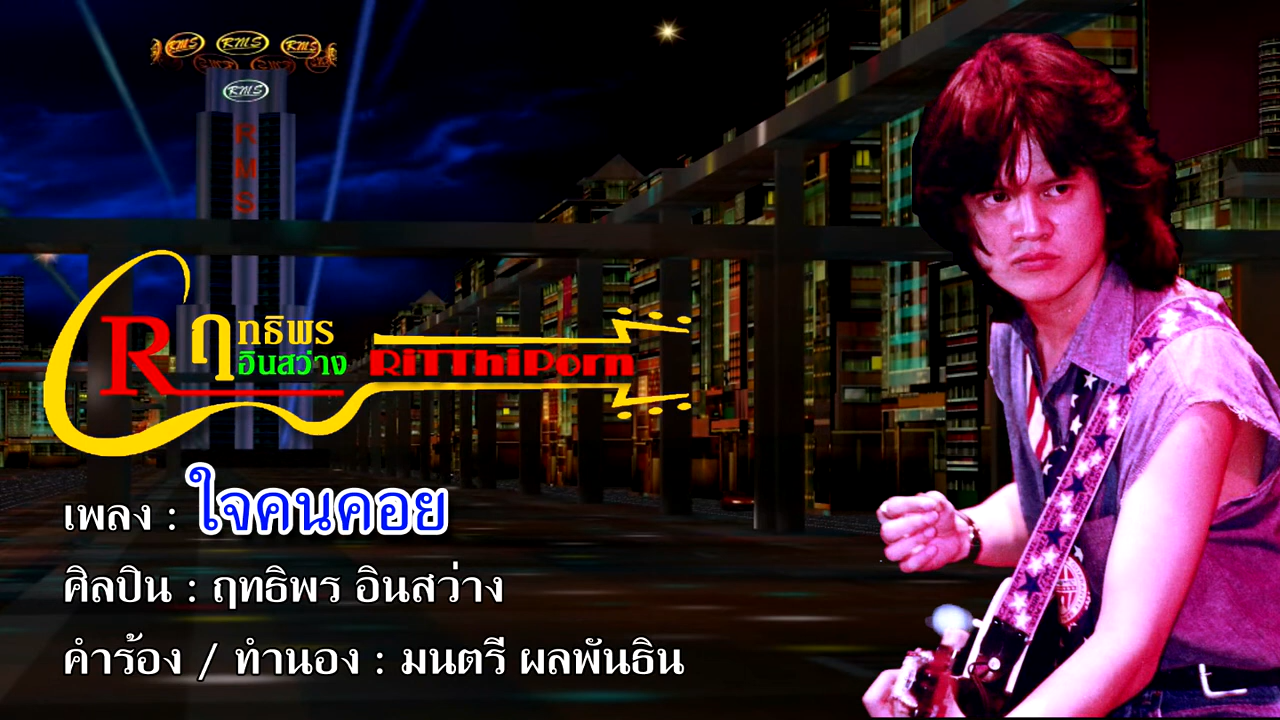 RMS RMS RMS
RMS
R
M
S
R ฤทธิพร
อินสว่าง RiTThiPorn
เพลง : ใจคนคอย
ศิลปิน : ฤทธิพร อินสว่าง
คำร้อง / ทำนอง : มนตรี ผลพันธิน